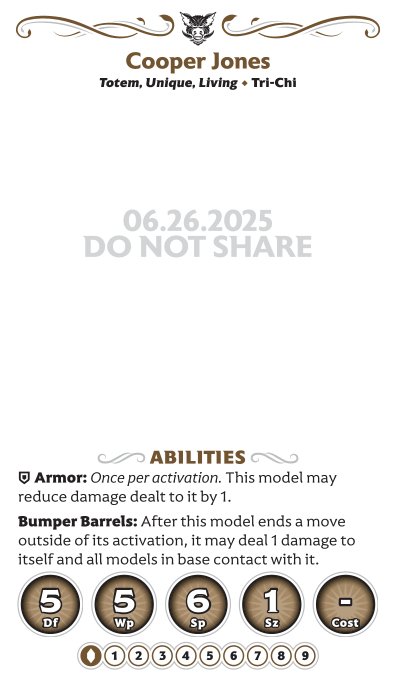 Cooper Jones
Totem, Unique, Living • Tri-Chi
06.26.2025
DO NOT SHARE
ABILITIES
Armor: Once per activation. This model may
reduce damage dealt to it by 1.
Bumper Barrels: After this model ends a move
outside of its activation, it may deal 1 damage to
itself and all models in base contact with it.
5 5 6 1 -
Df Wp Sp Sz Cost
1 2 3 4 5 6 7 8 9